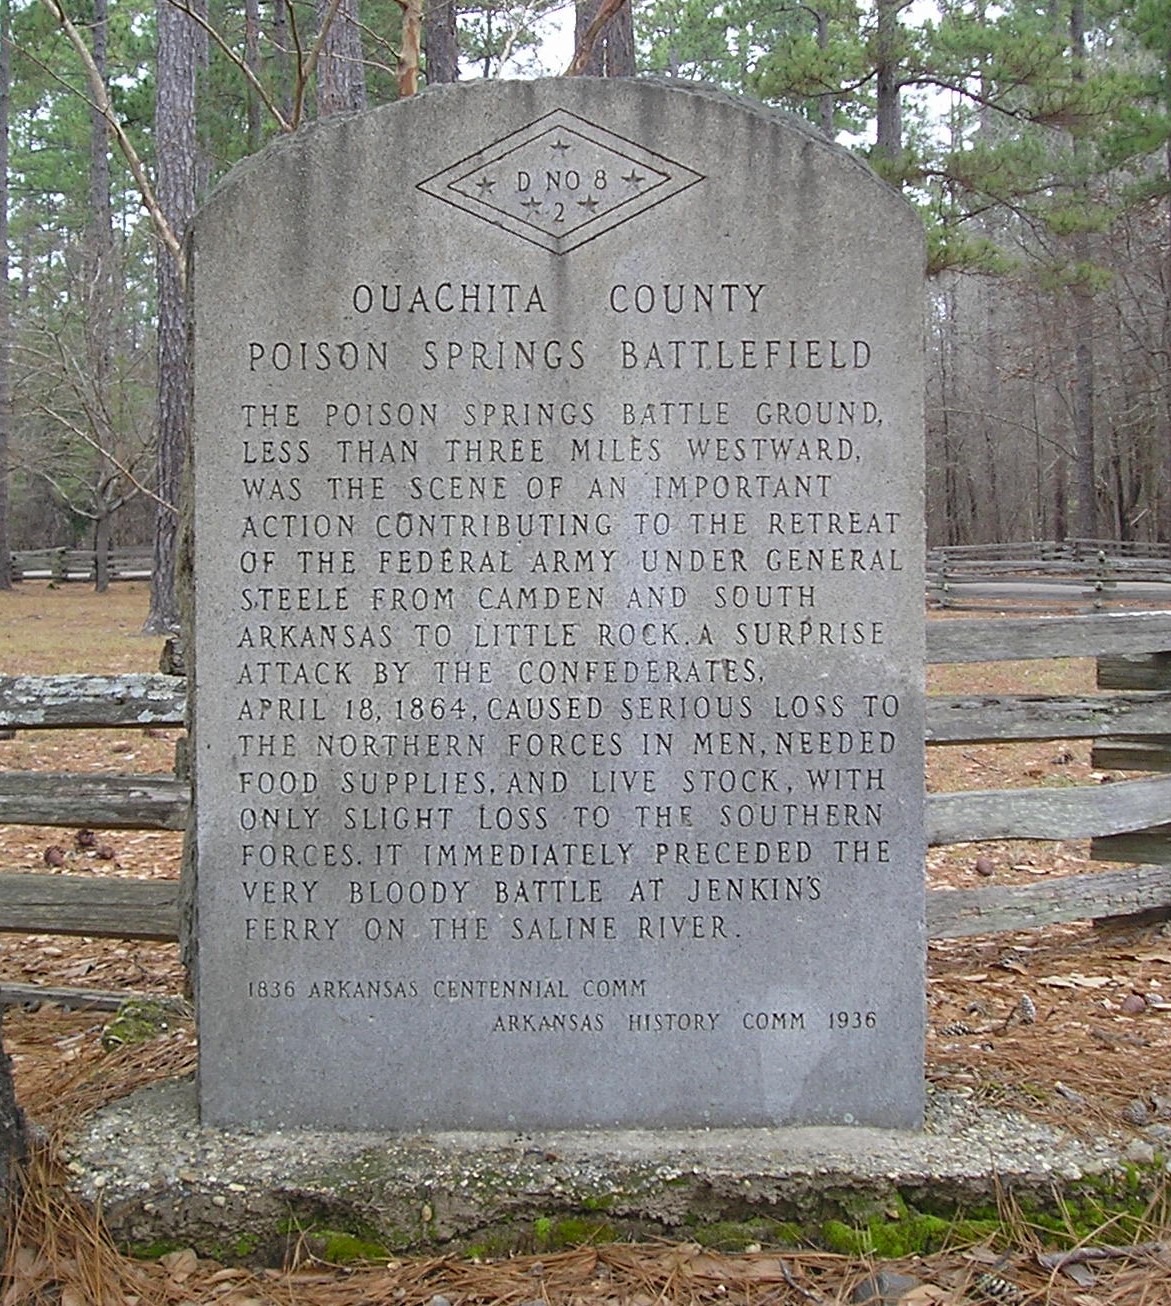 D NO 8
2
OUACHITA COUNTY
POISON SPRINGS BATTLEFIELD
THE POISON SPRINGS BATTLE GROUND,
LESS THAN THREE MILES WESTWARD,
WAS THE SCENE OF AN IMPORTANT
ACTION CONTRIBUTING TO THE RETREAT
OF THE FEDERAL ARMY UNDER GENERAL
STEELE FROM CAMDEN AND SOUTH
ARKANSAS TO LITTLE ROCK. A SURPRISE
ATTACK BY THE CONFEDERATES,
APRIL 18, 1864, CAUSED SERIOUS LOSS TO
THE NORTHERN FORCES IN MEN, NEEDED
FOOD SUPPLIES, AND LIVE STOCK, WITH
ONLY SLIGHT LOSS TO THE SOUTHERN
FORCES. IT IMMEDIATELY PRECEDED THE
VERY BLOODY BATTLE AT JENKIN'S
FERRY ON THE SALINE RIVER.
1836 ARKANSAS CENTENNIAL COMM
ARKANSAS HISTORY COMM 1936